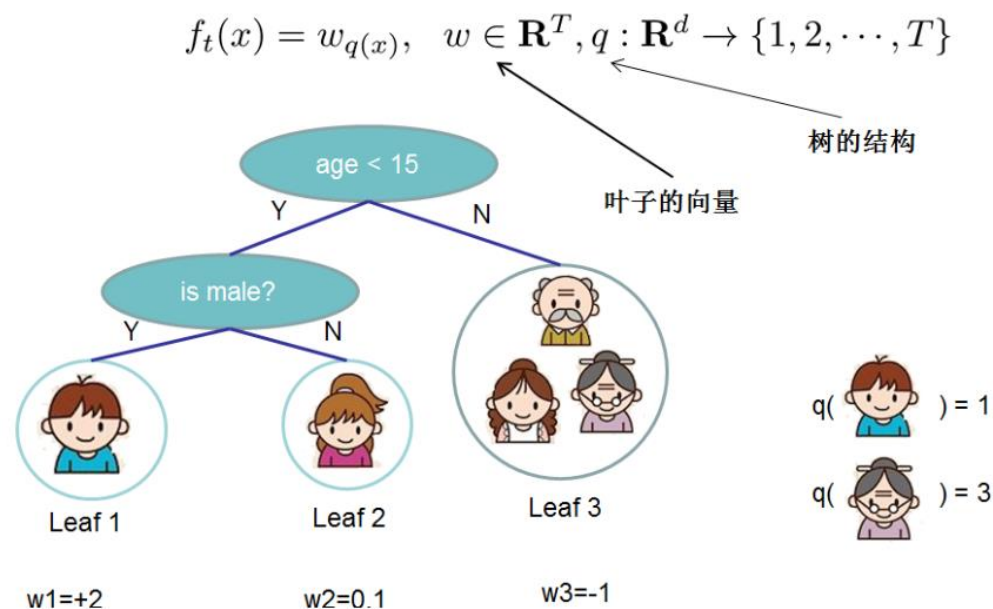 f_t(x) = w_{q(x)}, w ∈ R^T, q : R^d → {1, 2, ⋯, T}
树的结构
叶子的向量
age < 15
Y
N
is male?
Y
N
Leaf 1
Leaf 2
Leaf 3
q( ) = 1
q( ) = 3
w1=+2
w2=0.1
w3=-1